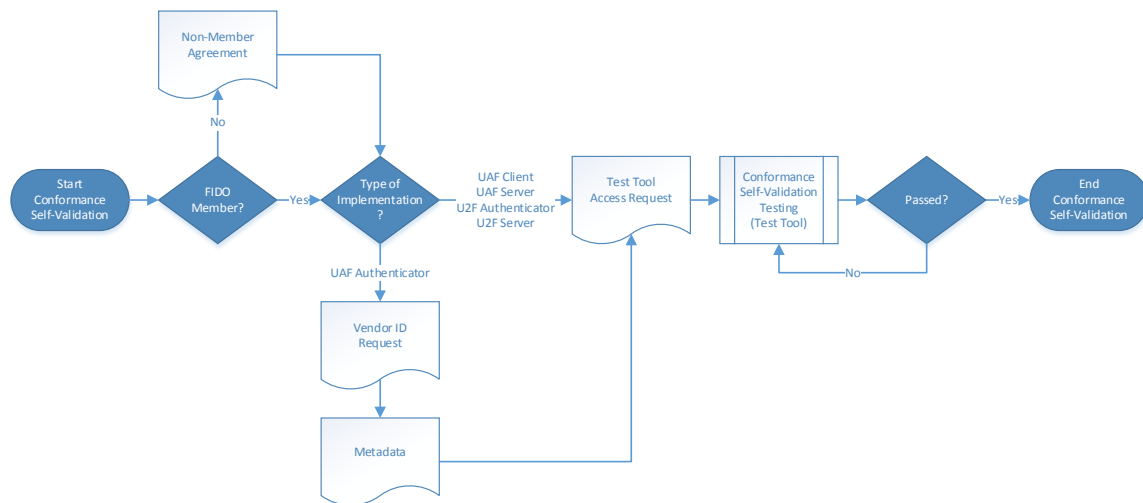 Non-Member
Agreement
No
Start
Conformance
Self-Validation
FIDO
Member?
Yes
Type of
Implementation
?
UAF Client
UAF Server
U2F Authenticator
U2F Server
Test Tool
Access Request
Conformance
Self-Validation
Testing
(Test Tool)
Passed?
Yes
End
Conformance
Self-Validation
No
UAF Authenticator
Vendor ID
Request
Metadata